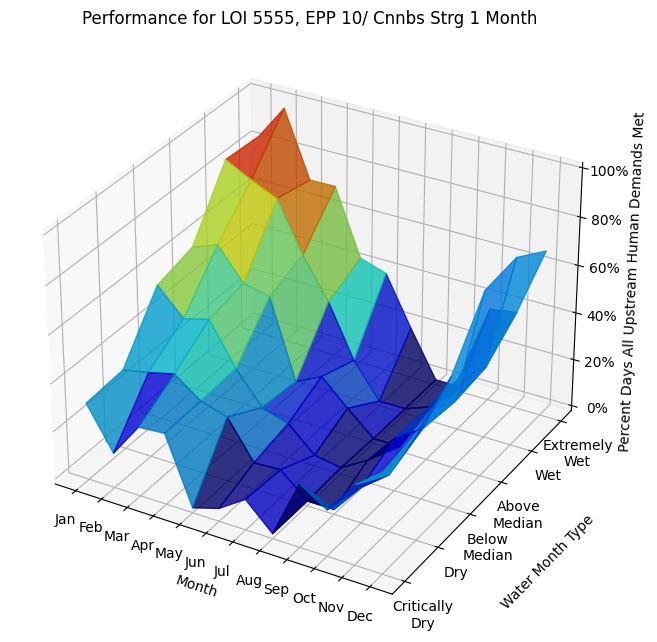 Performance for LOI 5555, EPP 10/ Cnnbs Strg 1 Month
Percent Days All Upstream Human Demands Met
100%
80%
60%
40%
20%
0%
Extremely
Wet
Wet
Above
Median
Below
Median
Dry
Critically
Dry
Water Month Type
Jan
Feb
Mar
Apr
May
Jun
Jul
Aug
Sep
Oct
Nov
Dec
Month